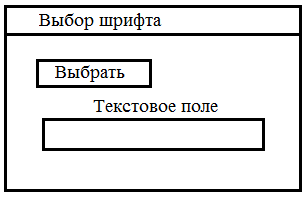 Выбор шрифта
Выбрать
Текстовое поле